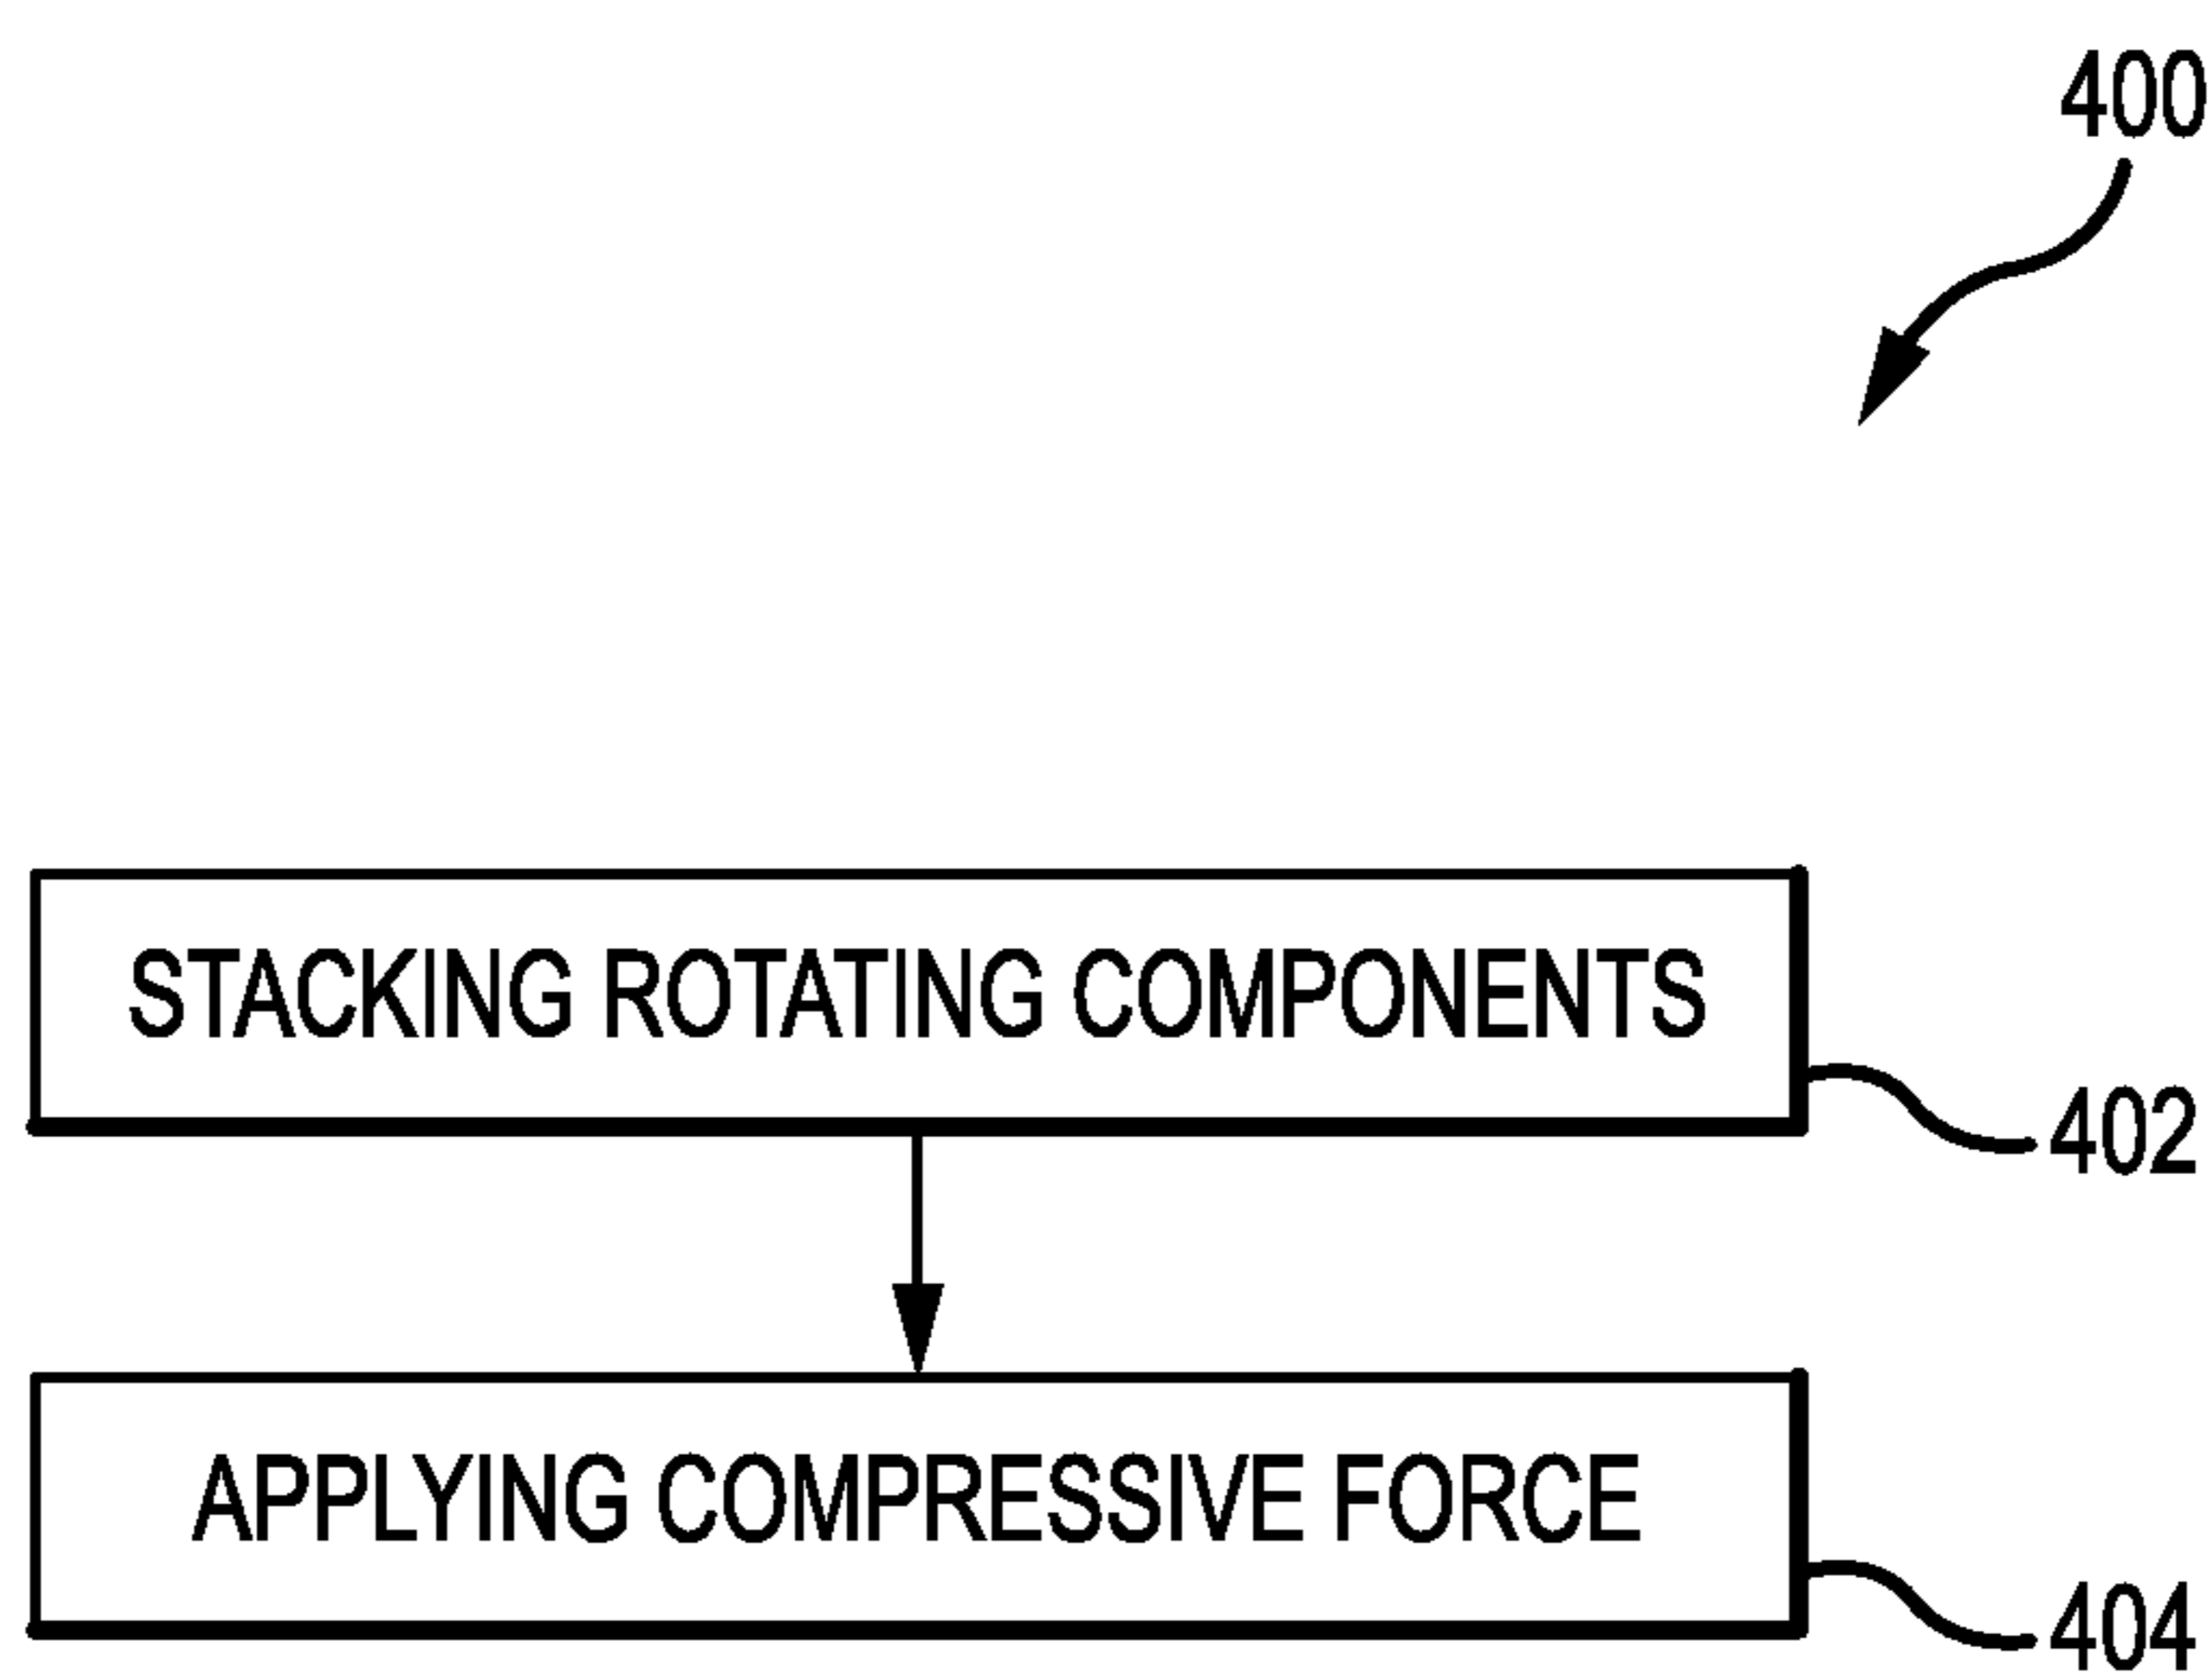 400
STACKING ROTATING COMPONENTS
402
APPLYING COMPRESSIVE FORCE
404